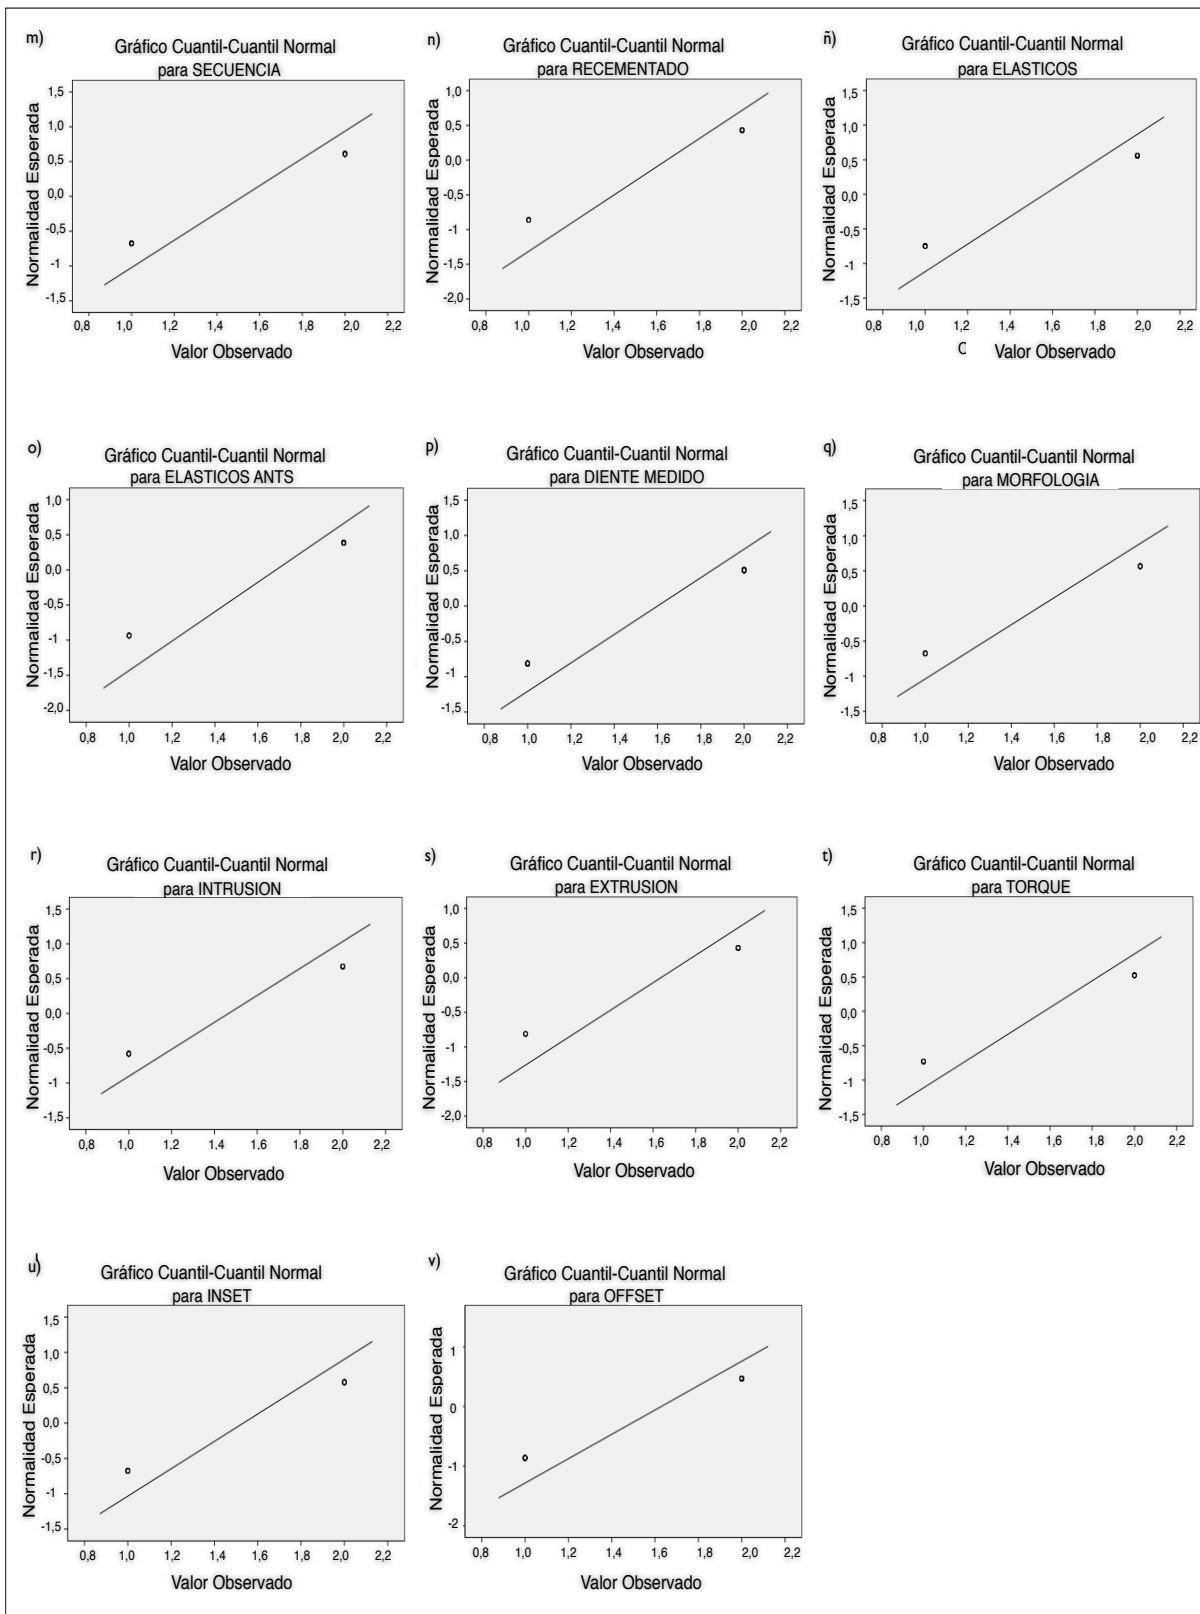 m)
Gráfico Cuantil-Cuantil Normal
para SECUENCIA
Normalidad Esperada
1,5
1,0
0,5
0,0
-0,5
-1
-1,5
0,8 1,0 1,2 1,4 1,6 1,8 2,0 2,2
Valor Observado
n)
Gráfico Cuantil-Cuantil Normal
para RECEMENTADO
Normalidad Esperada
1,0
0,5
0,0
-0,5
-1
-1,5
-2,0
0,8 1,0 1,2 1,4 1,6 1,8 2,0 2,2
Valor Observado
ñ)
Gráfico Cuantil-Cuantil Normal
para ELASTICOS
Normalidad Esperada
1,5
1,0
0,5
0,0
-0,5
-1
-1,5
0,8 1,0 1,2 1,4 1,6 1,8 2,0 2,2
C Valor Observado
o)
Gráfico Cuantil-Cuantil Normal
para ELASTICOS ANTS
Normalidad Esperada
1,0
0,5
0,0
-0,5
-1
-1,5
-2,0
0,8 1,0 1,2 1,4 1,6 1,8 2,0 2,2
Valor Observado
p)
Gráfico Cuantil-Cuantil Normal
para DIENTE MEDIDO
Normalidad Esperada
1,5
1,0
0,5
0,0
-0,5
-1
-1,5
0,8 1,0 1,2 1,4 1,6 1,8 2,0 2,2
Valor Observado
q)
Gráfico Cuantil-Cuantil Normal
para MORFOLOGIA
Normalidad Esperada
1,5
1,0
0,5
0,0
-0,5
-1
-1,5
0,8 1,0 1,2 1,4 1,6 1,8 2,0 2,2
Valor Observado
r)
Gráfico Cuantil-Cuantil Normal
para INTRUSION
Normalidad Esperada
1,5
1,0
0,5
0,0
-0,5
-1
-1,5
0,8 1,0 1,2 1,4 1,6 1,8 2,0 2,2
Valor Observado
s)
Gráfico Cuantil-Cuantil Normal
para EXTRUSION
Normalidad Esperada
1,0
0,5
0,0
-0,5
-1
-1,5
-2,0
0,8 1,0 1,2 1,4 1,6 1,8 2,0 2,2
Valor Observado
t)
Gráfico Cuantil-Cuantil Normal
para TORQUE
Normalidad Esperada
1,5
1,0
0,5
0,0
-0,5
-1
-1,5
0,8 1,0 1,2 1,4 1,6 1,8 2,0 2,2
Valor Observado
u)
Gráfico Cuantil-Cuantil Normal
para INSET
Normalidad Esperada
1,5
1,0
0,5
0,0
-0,5
-1
-1,5
0,8 1,0 1,2 1,4 1,6 1,8 2,0 2,2
Valor Observado
v)
Gráfico Cuantil-Cuantil Normal
para OFFSET
Normalidad Esperada
1
0
-1
-2
0,8 1,0 1,2 1,4 1,6 1,8 2,0 2,2
Valor Observado